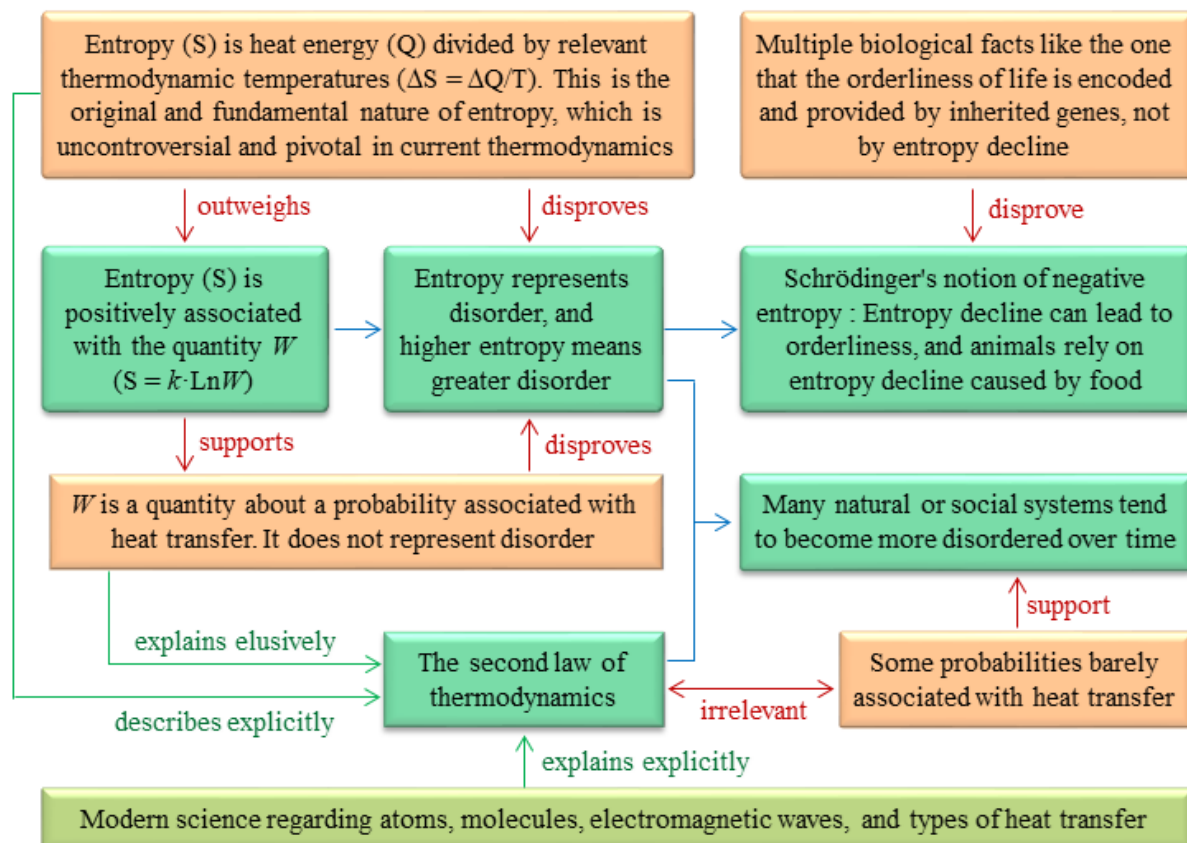 Entropy (S) is heat energy (Q) divided by relevant
thermodynamic temperatures (ΔS = ΔQ/T). This is the
original and fundamental nature of entropy, which is
uncontroversial and pivotal in current thermodynamics
Multiple biological facts like the one
that the orderliness of life is encoded
and provided by inherited genes, not
by entropy decline
outweighs
disproves
disprove
Entropy (S) is
positively associated
with the quantity W
(S = k·LnW)
Entropy represents
disorder, and
higher entropy means
greater disorder
Schrödinger's notion of negative
entropy : Entropy decline can lead to
orderliness, and animals rely on
entropy decline caused by food
supports
disproves
W is a quantity about a probability associated with
heat transfer. It does not represent disorder
Many natural or social systems tend
to become more disordered over time
support
explains elusively
The second law of
thermodynamics
irrelevant
Some probabilities barely
associated with heat transfer
describes explicitly
explains explicitly
Modern science regarding atoms, molecules, electromagnetic waves, and types of heat transfer